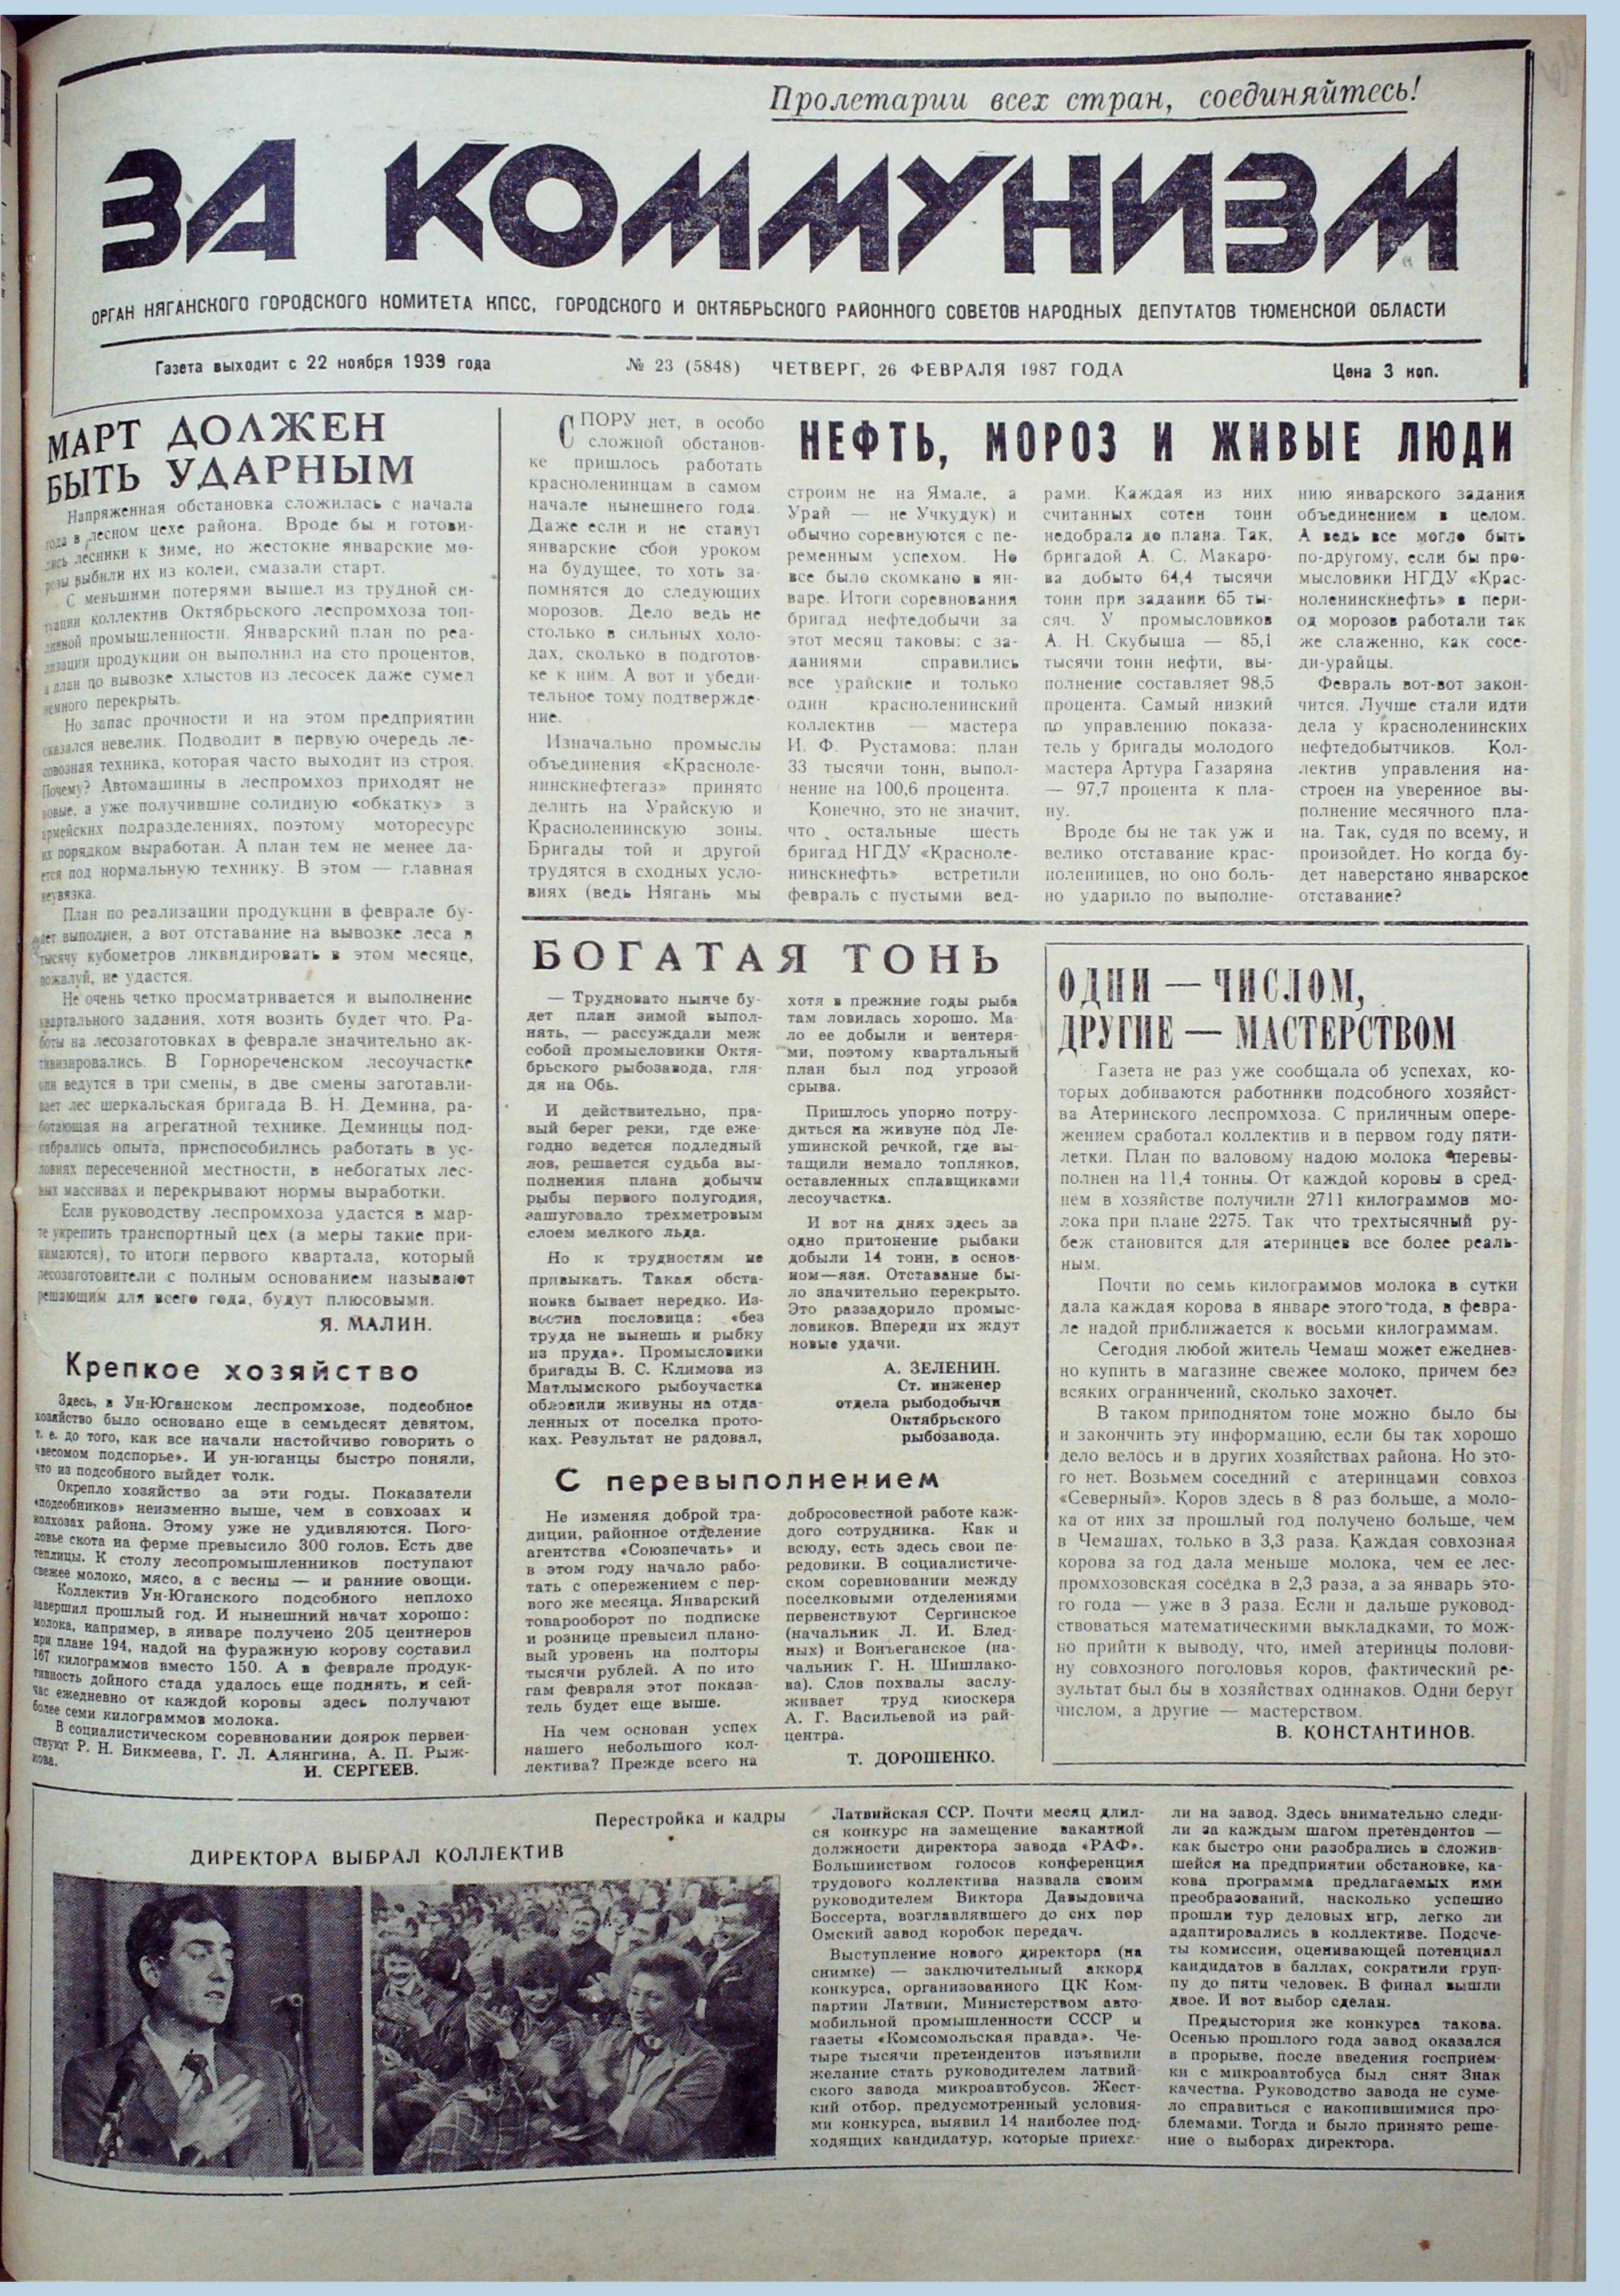 Пролетарии всех стран, соединяйтесь!
ЗА КОММУНИЗМ
ОРГАН НЯГАНСКОГО ГОРОДСКОГО КОМИТЕТА КПСС, ГОРОДСКОГО И ОКТЯБРЬСКОГО РАЙОННОГО СОВЕТОВ НАРОДНЫХ ДЕПУТАТОВ ТЮМЕНСКОЙ ОБЛАСТИ
Газета выходит с 22 ноября 1939 года
№ 23 (5848) ЧЕТВЕРГ, 26 ФЕВРАЛЯ 1987 ГОДА
Цена 3 коп.
МАРТ ДОЛЖЕН
БЫТЬ УДАРНЫМ
Напряженная обстановка сложилась с начала
года в лесном цехе района. Вроде бы и готови-
лись лесники к зиме, но жестокие январские мо-
розы выбили их из колеи, смазали старт.
С меньшими потерями вышел из трудной си-
туации коллектив Октябрьского леспромхоза топ-
ливной промышленности. Январский план по реа-
лизации продукции он выполнил на сто процентов,
а план по вывозке хлыстов из лесосек даже сумел
немного перекрыть.
Но запас прочности и на этом предприятии
оказался невелик. Подводит в первую очередь ле-
совозная техника, которая часто выходит из строя.
Почему? Автомашины в леспромхоз приходят не
новые, а уже получившие солидную «обкатку» в
армейских подразделениях, поэтому моторесурс
их порядком выработан. А план тем не менее да-
ется под нормальную технику. В этом — главная
неувязка.
План по реализации продукции в феврале бу-
дет выполнен, а вот отставание на вывозке леса в
тысячу кубометров ликвидировать в этом месяце,
пожалуй, не удастся.
Не очень четко просматривается и выполнение
квартального задания, хотя возить будет что. Ра-
боты на лесозаготовках в феврале значительно ак-
тивизировались. В Горнореченском лесоучастке
они ведутся в три смены, в две смены заготавли-
вает лес шеркальская бригада В. Н. Демина, ра-
ботающая на агрегатной технике. Деминцы под-
набрались опыта, приспособились работать в ус-
ловиях пересеченной местности, в небогатых лес-
ных массивах и перекрывают нормы выработки.
Если руководству леспромхоза удастся в мар-
те укрепить транспортный цех (а меры такие при-
нимаются), то итоги первого квартала, который
лесозаготовители с полным основанием называют
решающим для всего года, будут плюсовыми.
Я. МАЛИН.
Крепкое хозяйство
Здесь, в Ун-Юганском леспромхозе, подсобное
хозяйство было основано еще в семьдесят девятом,
т. е. до того, как все начали настойчиво говорить о
«весомом подспорье». И ун-юганцы быстро поняли,
что из подсобного выйдет толк.
Окрепло хозяйство за эти годы. Показатели
«подсобников» неизменно выше, чем в совхозах и
колхозах района. Этому уже не удивляются. Пого-
ловье скота на ферме превысило 300 голов. Есть две
теплицы. К столу лесопромышленников поступают
свежее молоко, мясо, а с весны — и ранние овощи.
Коллектив Ун-Юганского подсобного неплохо
завершил прошлый год. И нынешний начат хорошо:
молока, например, в январе получено 205 центнеров
при плане 194, надой на фуражную корову составил
167 килограммов вместо 150. А в феврале продук-
тивность дойного стада удалось еще поднять, и сей-
час ежедневно от каждой коровы здесь получают
более семи килограммов молока.
В социалистическом соревновании доярок первен-
ствуют Р. Н. Бикмеева, Г. Л. Алянгина, А. П. Рыж-
кова.
И. СЕРГЕЕВ.
НЕФТЬ, МОРОЗ И ЖИВЫЕ ЛЮДИ
СПОРУ нет, в особо
сложной обстанов-
ке пришлось работать
красноленинцам в самом
начале нынешнего года.
Даже если и не станут
январские сбои уроком
на будущее, то хоть за-
помнятся до следующих
морозов. Дело ведь не
столько в сильных холо-
дах, сколько в подготов-
ке к ним. А вот и убеди-
тельное тому подтвержде-
ние.
Изначально промыслы
объединения «Красноле-
нинскнефтегаз» принято
делить на Урайскую и
Красноленинскую зоны.
Бригады той и другой
трудятся в сходных усло-
виях (ведь Нягань мы
строим не на Ямале, а
Урай — не Учкудук) и
обычно соревнуются с пе-
ременным успехом. Но
все было скомкано в ян-
варе. Итоги соревнования
бригад нефтедобычи за
этот месяц таковы: с за-
даниями справились
все урайские и только
один красноленинский
коллектив — мастера
И. Ф. Рустамова: план
33 тысячи тонн, выпол-
нение на 100,6 процента.
Конечно, это не значит,
что остальные шесть
бригад НГДУ «Красноле-
нинскнефть» встретили
февраль с пустыми вед-
рами. Каждая из них
считанных сотен тонн
недобрала до плана. Так,
бригадой А. С. Макаро-
ва добыто 64,4 тысячи
тонн при задании 65 ты-
сяч. У промысловиков
А. Н. Скубыша — 85,1
тысячи тонн нефти, вы-
полнение составляет 98,5
процента. Самый низкий
по управлению показа-
тель у бригады молодого
мастера Артура Газаряна
— 97,7 процента к пла-
ну.
Вроде бы не так уж и
велико отставание крас-
ноленинцев, но оно боль-
но ударило по выполне-
нию январского задания
объединением в целом.
А ведь все могло быть
по-другому, если бы про-
мысловики НГДУ «Крас-
ноленинскнефть» в пери-
од морозов работали так
же слаженно, как сосе-
ди-урайцы.
Февраль вот-вот закон-
чится. Лучше стали идти
дела у красноленинских
нефтедобытчиков. Кол-
лектив управления на-
строен на уверенное вы-
полнение месячного пла-
на. Так, судя по всему, и
произойдет. Но когда бу-
дет наверстано январское
отставание?
БОГАТАЯ ТОНЬ
— Трудновато нынче бу-
дет план зимой выпол-
нять, — рассуждали меж
собой промысловики Октя-
брьского рыбозавода, гля-
дя на Обь.
И действительно, пра-
вый берег реки, где еже-
годно ведется подледный
лов, решается судьба вы-
полнения плана добычи
рыбы первого полугодия,
зашуговало трехметровым
слоем мелкого льда.
Но к трудностям не
привыкать. Такая обста-
новка бывает нередко. Из-
вестна пословица: «без
труда не вынешь и рыбку
из пруда». Промысловики
бригады В. С. Климова из
Матлымского рыбоучастка
обловили живуны на отда-
ленных от поселка прото-
ках. Результат не радовал,
хотя в прежние годы рыба
там ловилась хорошо. Ма
ло ее добыли и вентеря-
ми, поэтому квартальный
план был под угрозой
срыва.
Пришлось упорно потру-
диться на живуне под Ле-
ушинской речкой, где вы-
тащили немало топляков,
оставленных сплавщиками
лесоучастка.
И вот на днях здесь за
одно притонение рыбаки
добыли 14 тонн, в основ-
ном—язя. Отставание бы-
ло значительно перекрыто.
Это раззадорило промыс-
ловиков. Впереди их ждут
новые удачи.
А. ЗЕЛЕНИН.
Ст. инженер
отдела рыбодобычи
Октябрьского
рыбозавода.
С перевыполнением
Не изменяя доброй тра-
диции, районное отделение
агентства «Союзпечать» и
в этом году начало рабо-
тать с опережением с пер-
вого же месяца. Январский
товарооборот по подписке
и рознице превысил плано-
вый уровень на полторы
тысячи рублей. А по ито
гам февраля этот показа-
тель будет еще выше.
На чем основан успех
нашего небольшого кол-
лектива? Прежде всего на
добросовестной работе каж-
дого сотрудника. Как и
всюду, есть здесь свои пе-
редовики. В социалистиче-
ском соревновании между
поселковыми отделениями
первенствуют Сергинское
(начальник Л. И. Блед-
ных) и Вонъеганское (на-
чальник Г. Н. Шишлако-
ва). Слов похвалы заслу-
живает труд киоскера
А. Г. Васильевой из рай-
центра.
Т. ДОРОШЕНКО.
ОДНИ — ЧИСЛОМ,
ДРУГИЕ — МАСТЕРСТВОМ
Газета не раз уже сообщала об успехах, ко-
торых добиваются работники подсобного хозяйст-
ва Атеринского леспромхоза. С приличным опере-
жением сработал коллектив и в первом году пяти-
летки. План по валовому надою молока перевы-
полнен на 11,4 тонны. От каждой коровы в сред-
нем в хозяйстве получили 2711 килограммов мо-
лока при плане 2275. Так что трехтысячный ру-
беж становится для атеринцев все более реаль-
ным.
Почти по семь килограммов молока в сутки
дала каждая корова в январе этого года, в февра-
ле надой приближается к восьми килограммам.
Сегодня любой житель Чемаш может ежеднев-
но купить в магазине свежее молоко, причем без
всяких ограничений, сколько захочет.
В таком приподнятом тоне можно было бы
и закончить эту информацию, если бы так хорошо
дело велось и в других хозяйствах района. Но это-
го нет. Возьмем соседний с атеринцами совхоз
«Северный». Коров здесь в 8 раз больше, а моло-
ка от них за прошлый год получено больше, чем
в Чемашах, только в 3,3 раза. Каждая совхозная
корова за год дала меньше молока, чем ее лес-
промхозовская соседка в 2,3 раза, а за январь это-
го года — уже в 3 раза. Если и дальше руковод-
ствоваться математическими выкладками, то мож-
но прийти к выводу, что, имей атеринцы полови-
ну совхозного поголовья коров, фактический ре-
зультат был бы в хозяйствах одинаков. Одни берут
числом, а другие — мастерством.
В. КОНСТАНТИНОВ.
Перестройка и кадры
ДИРЕКТОРА ВЫБРАЛ КОЛЛЕКТИВ
Латвийская ССР. Почти месяц длил-
ся конкурс на замещение вакантной
должности директора завода «РАФ».
Большинством голосов конференция
трудового коллектива назвала своим
руководителем Виктора Давыдовича
Боссерта, возглавлявшего до сих пор
Омский завод коробок передач.
Выступление нового директора (на
снимке) — заключительный аккорд
конкурса, организованного ЦК Ком-
партии Латвии, Министерством авто-
мобильной промышленности СССР и
газеты «Комсомольская правда». Че-
тыре тысячи претендентов изъявили
желание стать руководителем латвий-
ского завода микроавтобусов. Жест-
кий отбор, предусмотренный условия-
ми конкурса, выявил 14 наиболее под-
ходящих кандидатур, которые приеха-
ли на завод. Здесь внимательно следи-
ли за каждым шагом претендентов —
как быстро они разобрались в сложив-
шейся на предприятии обстановке, ка-
кова программа предлагаемых ими
преобразований, насколько успешно
прошли тур деловых игр, легко ли
адаптировались в коллективе. Подсче-
ты комиссии, оценивающей потенциал
кандидатов в баллах, сократили груп-
пу до пяти человек. В финал вышли
двое. И вот выбор сделан.
Предыстория же конкурса такова.
Осенью прошлого года завод оказался
в прорыве, после введения госприем-
ки с микроавтобуса был снят Знак
качества. Руководство завода не суме-
ло справиться с накопившимися про-
блемами. Тогда и было принято реше-
ние о выборах директора.